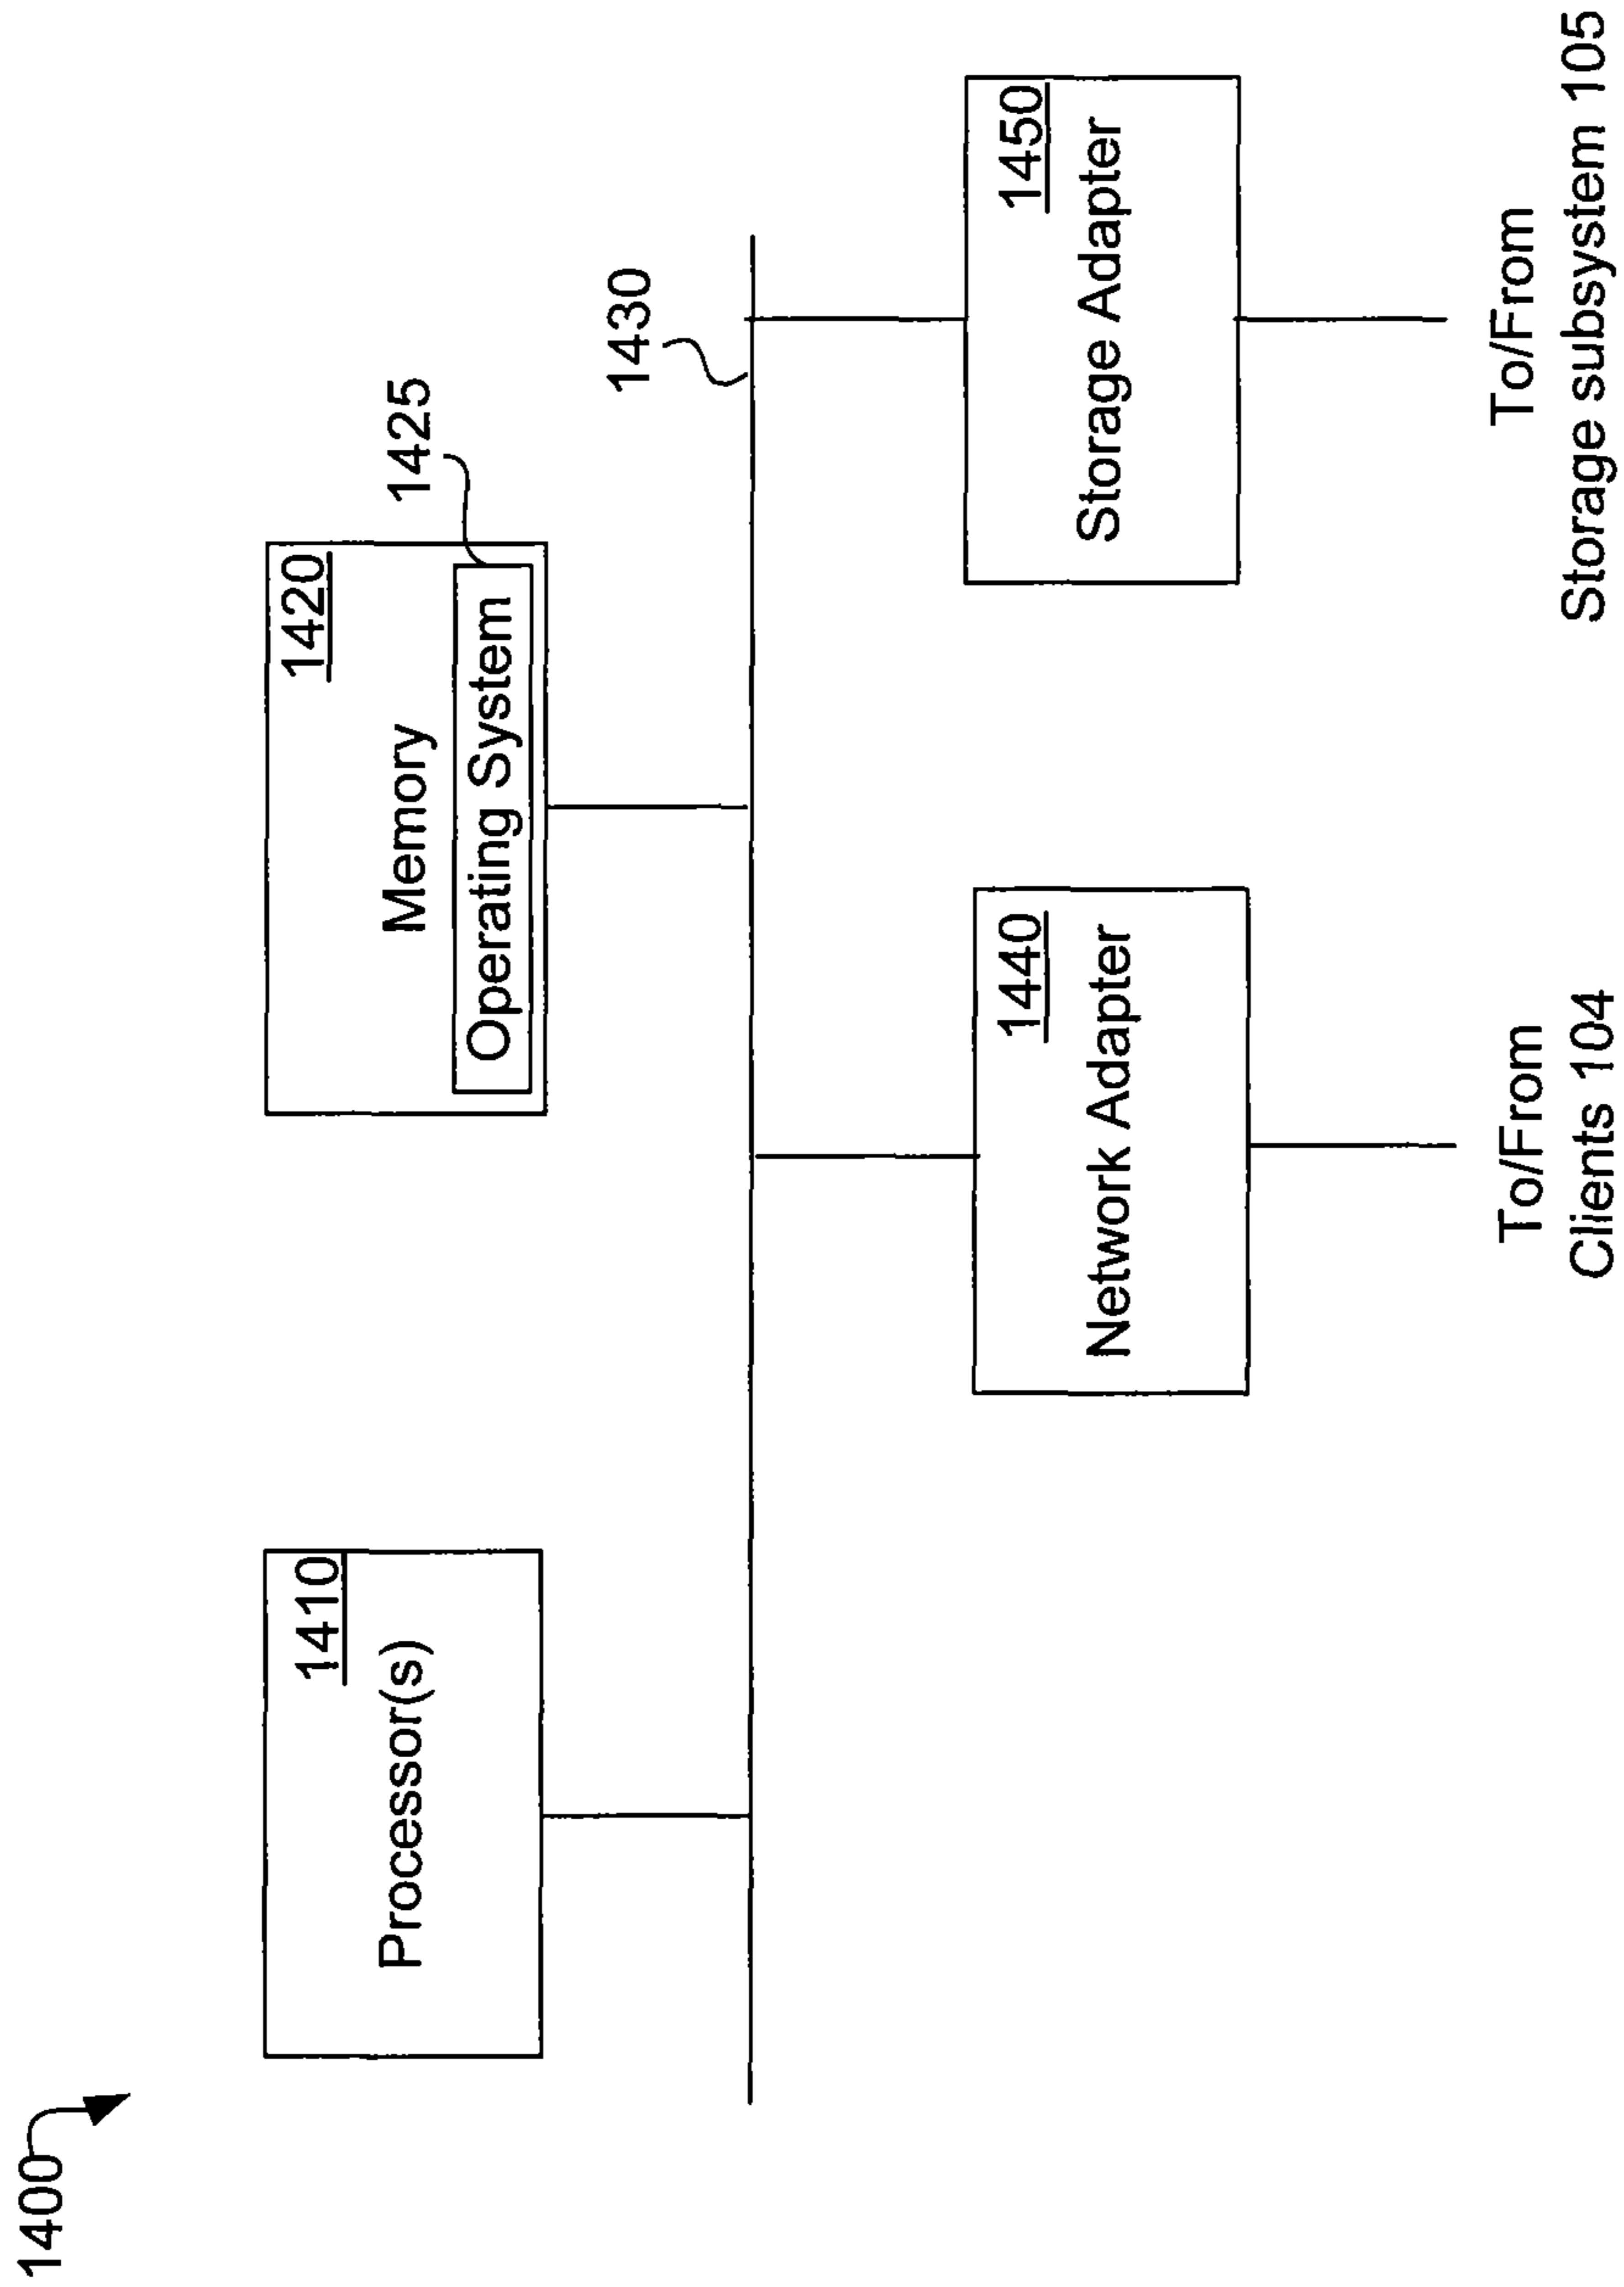 1400
1410
Processor(s)
1420
Memory
Operating System
1425
1430
1440
Network Adapter
1450
Storage Adapter
To/From
Clients 104
To/From
Storage subsystem 105